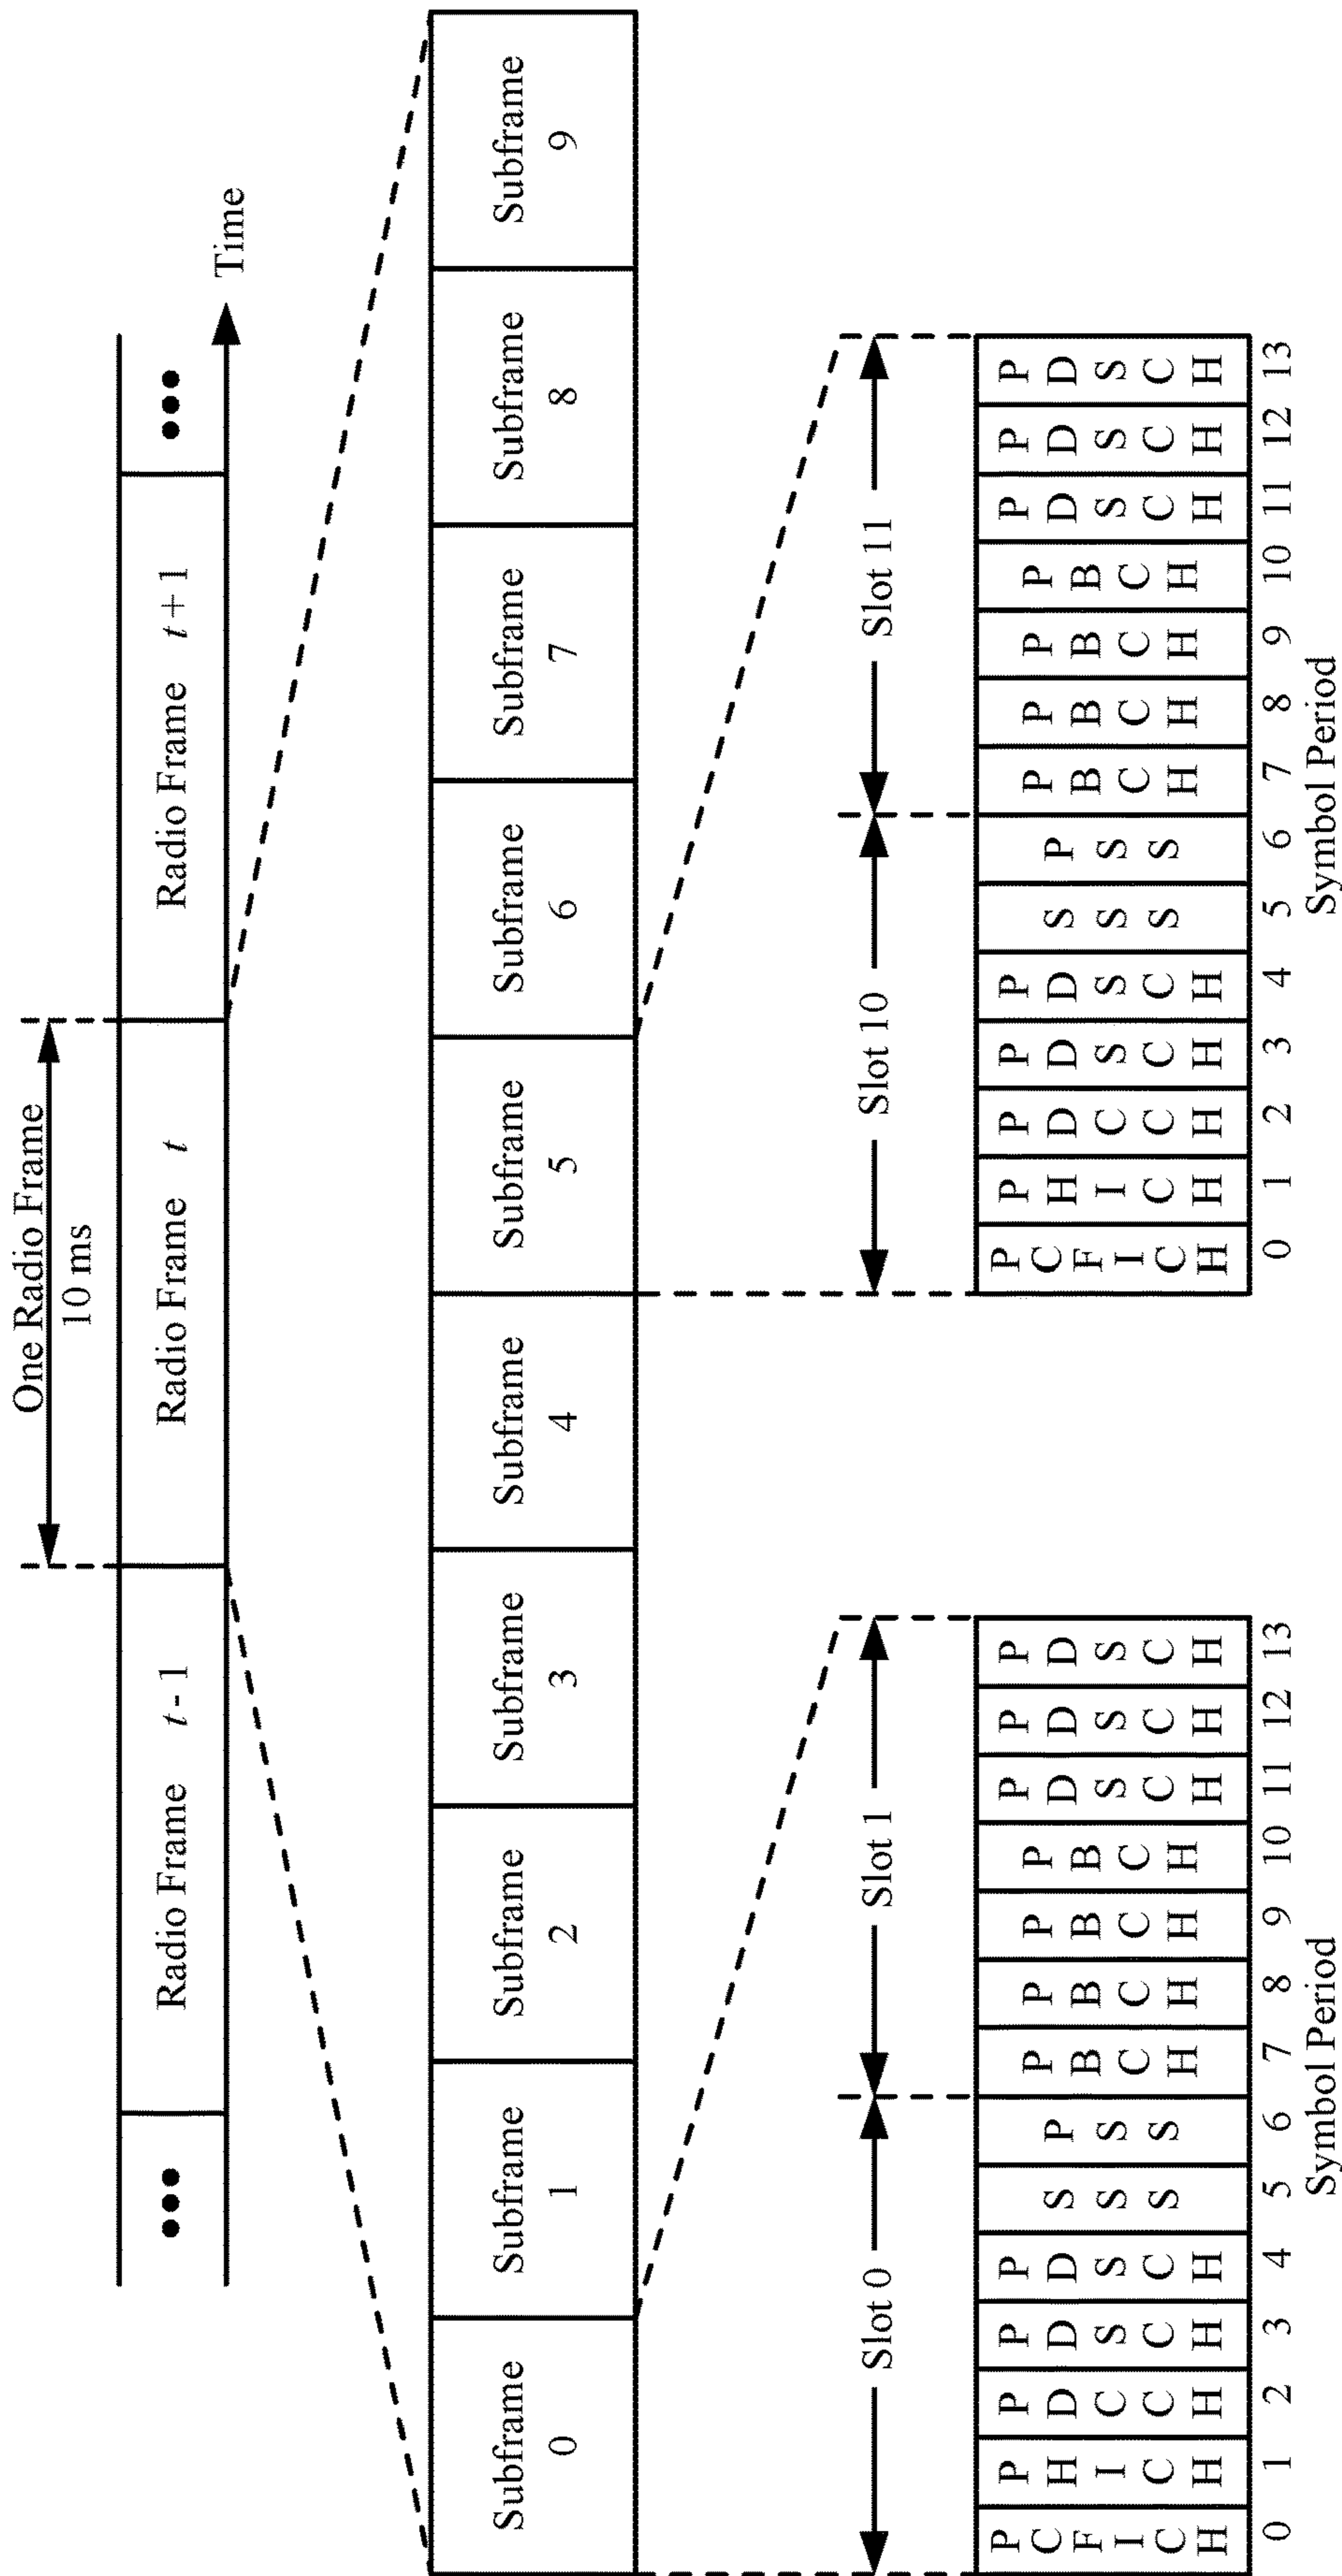 One Radio Frame
10 ms
••• Radio Frame t-1 Radio Frame t Radio Frame t+1 •••
Time
Subframe 0
Subframe 1
Subframe 2
Subframe 3
Subframe 4
Subframe 5
Subframe 6
Subframe 7
Subframe 8
Subframe 9
Slot 0 Slot 1
PCFICH
PHICH
PDCCH
PDSCH
PDSCH
SSS
PSS
PBCH
PBCH
PBCH
PBCH
PDSCH
PDSCH
PDSCH
0 1 2 3 4 5 6 7 8 9 10 11 12 13
Symbol Period
Slot 10 Slot 11
PCFICH
PHICH
PDCCH
PDSCH
PDSCH
SSS
PSS
PBCH
PBCH
PBCH
PBCH
PDSCH
PDSCH
PDSCH
0 1 2 3 4 5 6 7 8 9 10 11 12 13
Symbol Period